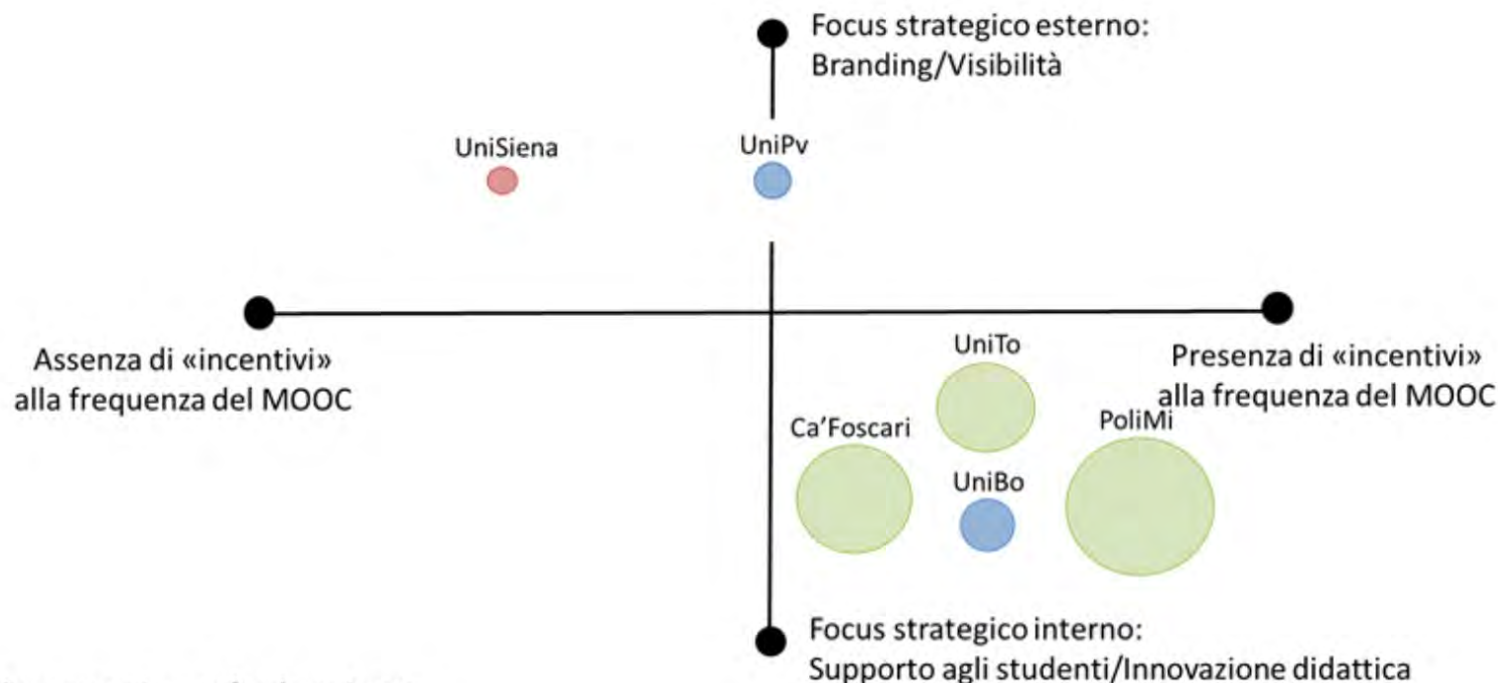 Focus strategico esterno:
Branding/Visibilità
UniSiena
UniPv
Assenza di «incentivi»
alla frequenza del MOOC
Presenza di «incentivi»
alla frequenza del MOOC
UniTo
Ca'Foscari
PoliMi
UniBo
Focus strategico interno:
Supporto agli studenti/Innovazione didattica